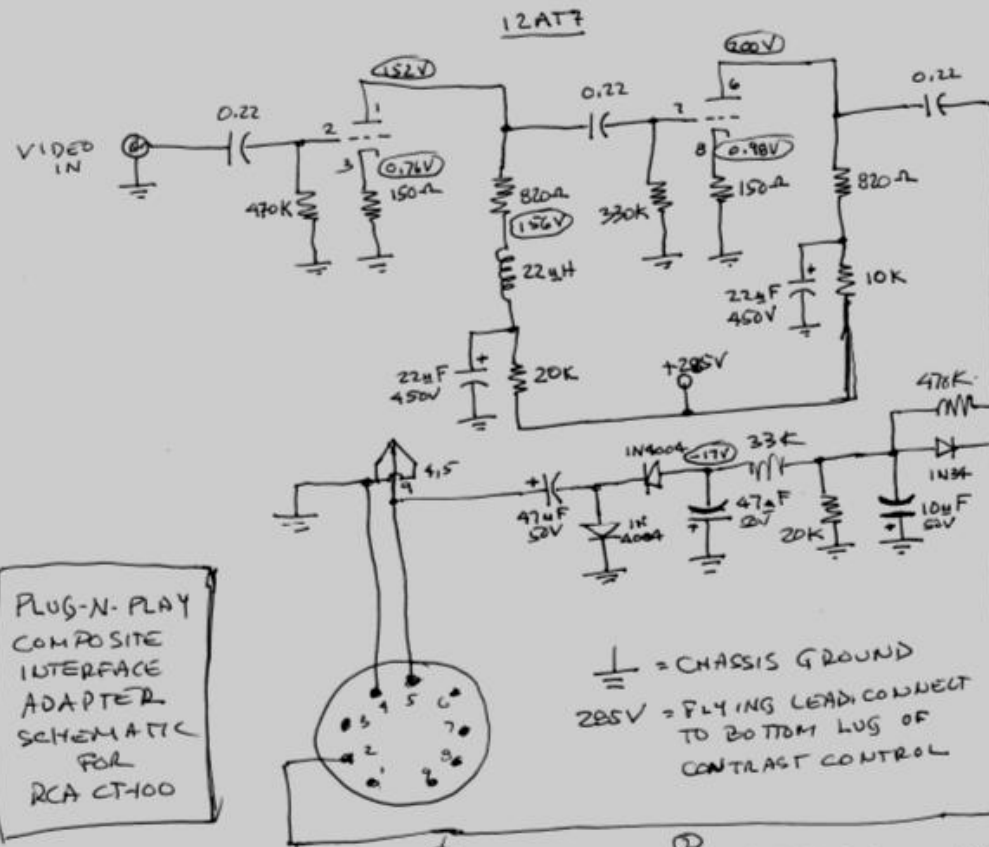 12AT7
152V
200V
0.22
0.22
0.22
1
6
2
7
VIDEO
IN
3
0.76V
8
0.98V
470K
150Ω
820Ω
330K
150Ω
820Ω
156V
22µH
22µF
450V
10K
22µF
450V
20K
+285V
470K
4,5
9
1N4004
-17V
33K
1N34
47µF
50V
1N
4004
47µF
20K
10µF
50V
PLUG-N-PLAY
COMPOSITE
INTERFACE
ADAPTER
SCHEMATIC
FOR
RCA CT-100
4
5
6
3
7
2
1
= CHASSIS GROUND
285V = FLYING LEAD. CONNECT
TO BOTTOM LUG OF
CONTRAST CONTROL